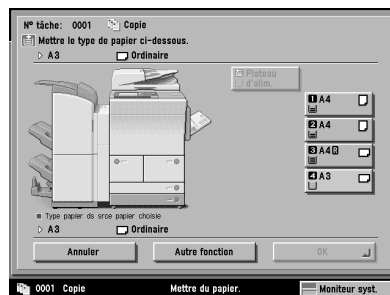 N° tâche: 0001 Copie
Mettre le type de papier ci-dessous.
A3 Ordinaire
Plateau
d'alim.
1 A4
2 A4
3 A4R
4 A3
Type papier ds srce papier choisie
A3 Ordinaire
Annuler Autre fonction OK
0001 Copie Mettre du papier. Moniteur syst.